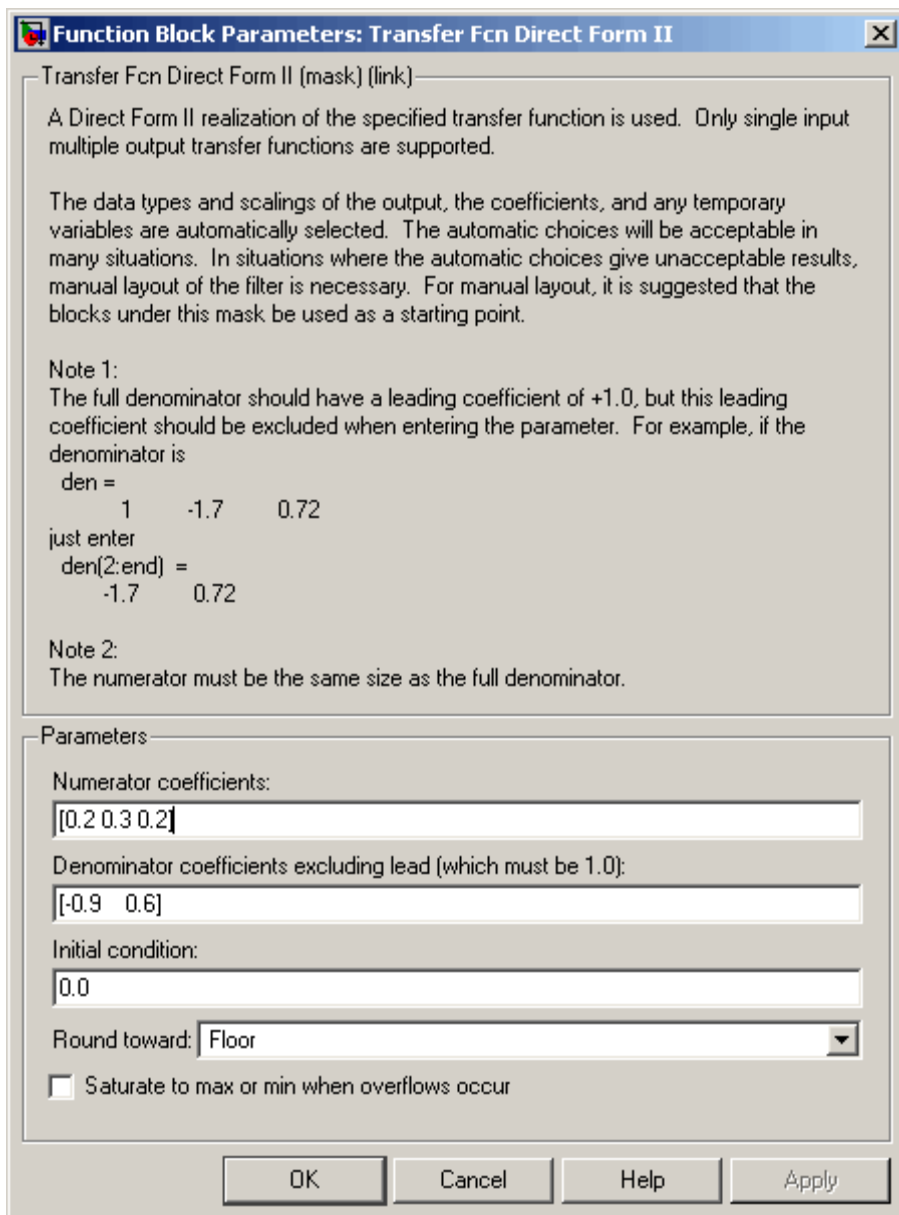 Function Block Parameters: Transfer Fcn Direct Form II
Transfer Fcn Direct Form II (mask) (link)
A Direct Form II realization of the specified transfer function is used.  Only single input
multiple output transfer functions are supported.
The data types and scalings of the output, the coefficients, and any temporary
variables are automatically selected.  The automatic choices will be acceptable in
many situations.  In situations where the automatic choices give unacceptable results,
manual layout of the filter is necessary.  For manual layout, it is suggested that the
blocks under this mask be used as a starting point.
Note 1:
The full denominator should have a leading coefficient of +1.0, but this leading
coefficient should be excluded when entering the parameter.  For example, if the
denominator is
den =
1 -1.7 0.72
just enter
den(2:end) =
-1.7 0.72
Note 2:
The numerator must be the same size as the full denominator.
Parameters
Numerator coefficients:
[0.2 0.3 0.2]
Denominator coefficients excluding lead (which must be 1.0):
[-0.9 0.6]
Initial condition:
0.0
Round toward: Floor
Saturate to max or min when overflows occur
OK Cancel Help Apply